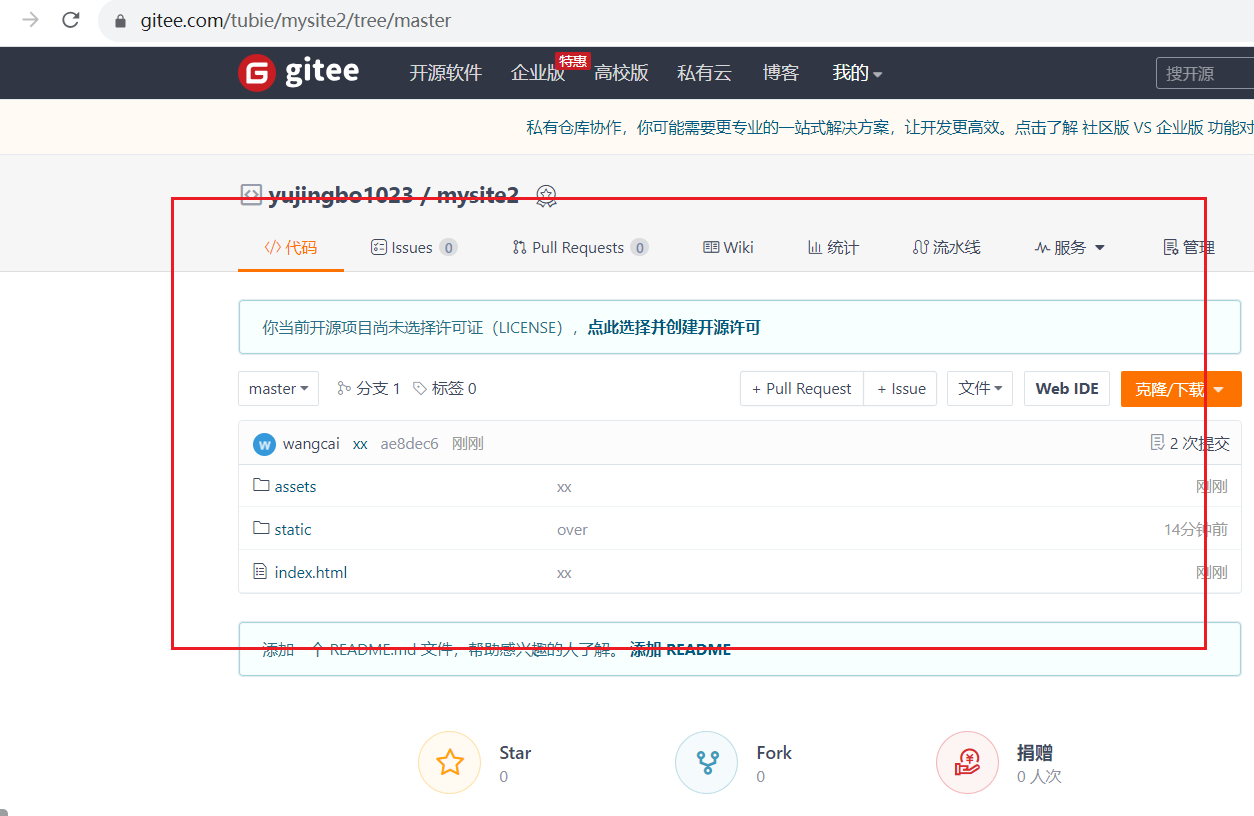 gitee.com/tubie/mysite2/tree/master
gitee 开源软件 企业版 特惠 高校版 私有云 博客 我的 搜开源
私有仓库协作，你可能需要更专业的一站式解决方案，让开发更高效。点击了解 社区版 VS 企业版 功能对
yujingbo1023 / mysite2
代码 Issues 0 Pull Requests 0 Wiki 统计 流水线 服务 管理
你当前开源项目尚未选择许可证（LICENSE），点此选择并创建开源许可
master 分支 1 标签 0 + Pull Request + Issue 文件 Web IDE 克隆/下载
W wangcai xx ae8dec6 刚刚 2 次提交
assets xx 刚刚
static over 14分钟前
index.html xx 刚刚
添加一个 README.md 文件，帮助感兴趣的人了解。 添加 README
Star Fork 捐赠
0 0 0 人次